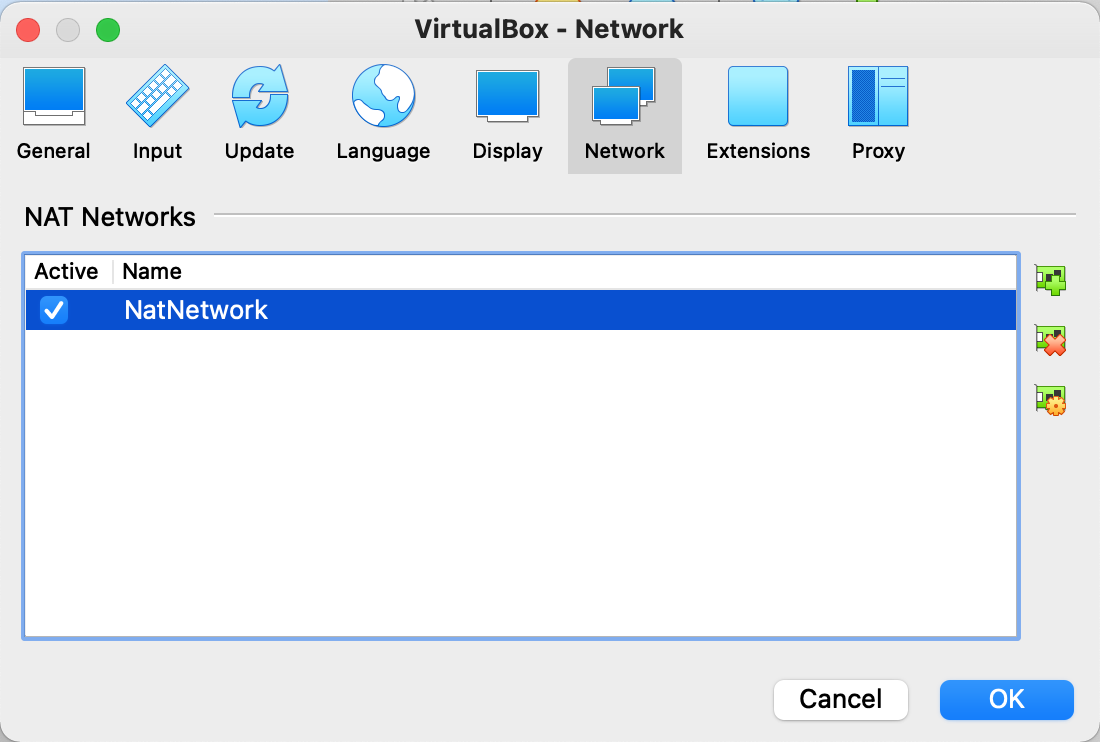 VirtualBox - Network
General Input Update Language Display Network Extensions Proxy
NAT Networks
Active Name
NatNetwork
Cancel OK